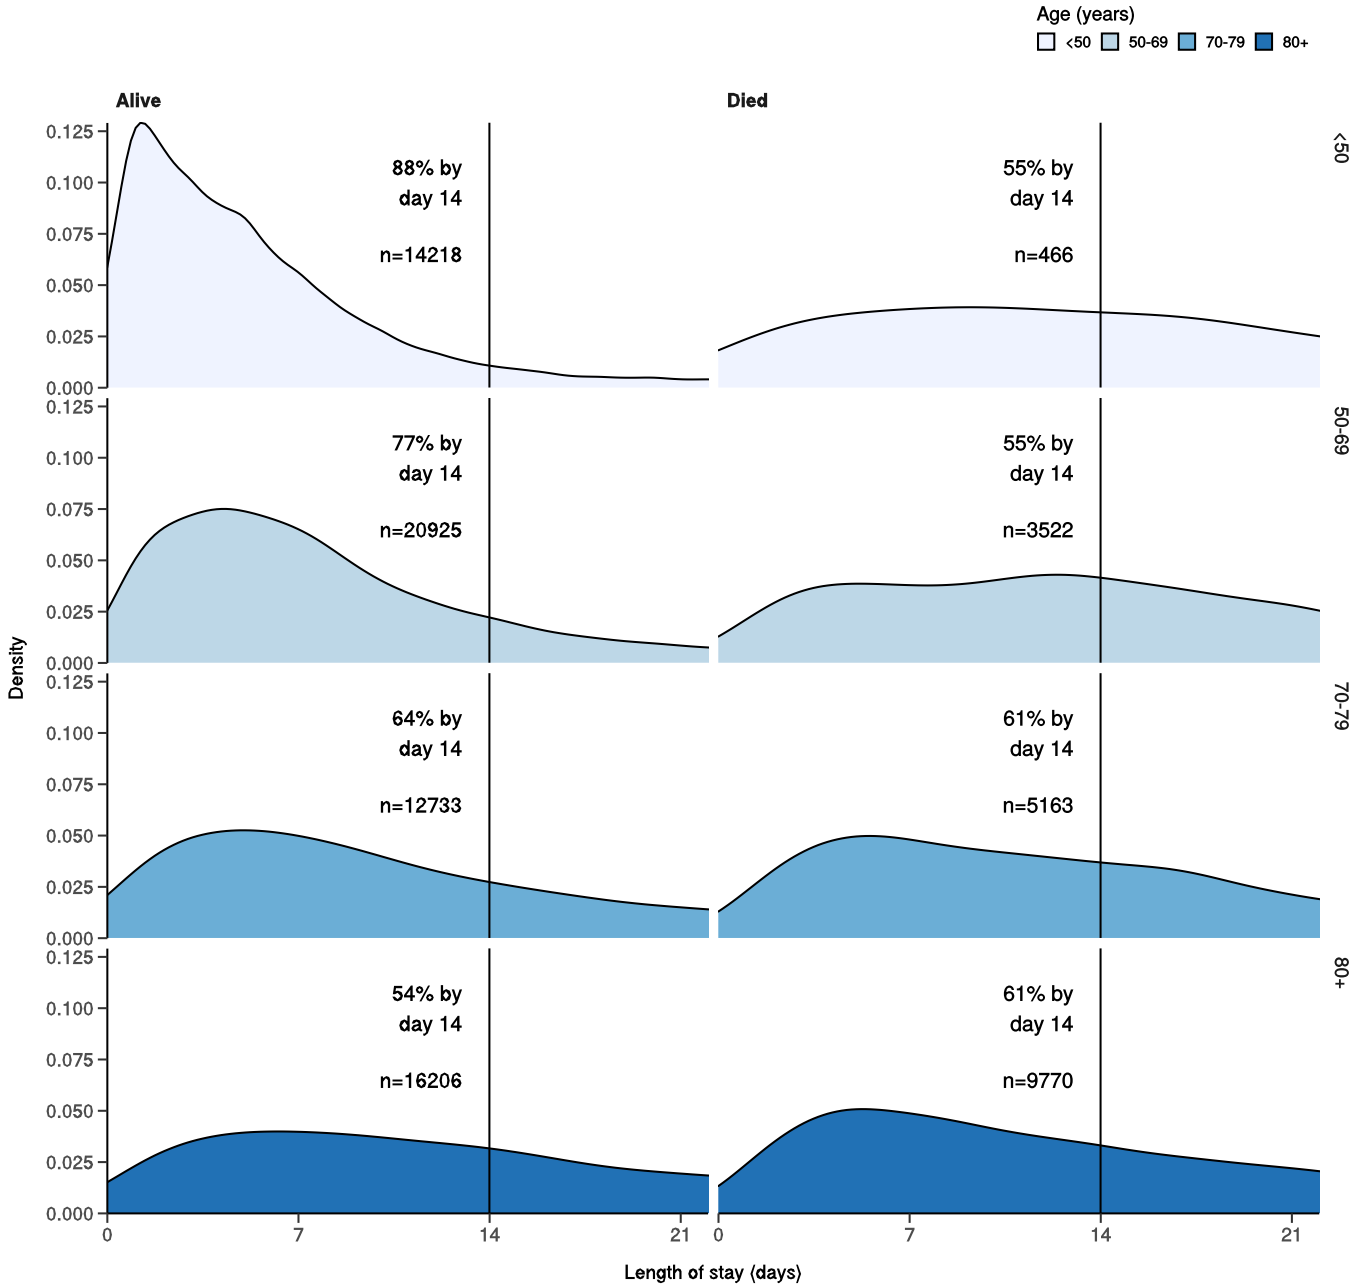 Age (years)
<50 50-69 70-79 80+
Alive Died
0.125
0.100
0.075
0.050
0.025
0.000
88% by
day 14
n=14218
55% by
day 14
n=466
<50
0.125
0.100
0.075
0.050
0.025
0.000
77% by
day 14
n=20925
55% by
day 14
n=3522
50-69
Density
0.125
0.100
0.075
0.050
0.025
0.000
64% by
day 14
n=12733
61% by
day 14
n=5163
70-79
0.125
0.100
0.075
0.050
0.025
0.000
54% by
day 14
n=16206
61% by
day 14
n=9770
80+
0 7 14 21 0 7 14 21
Length of stay (days)